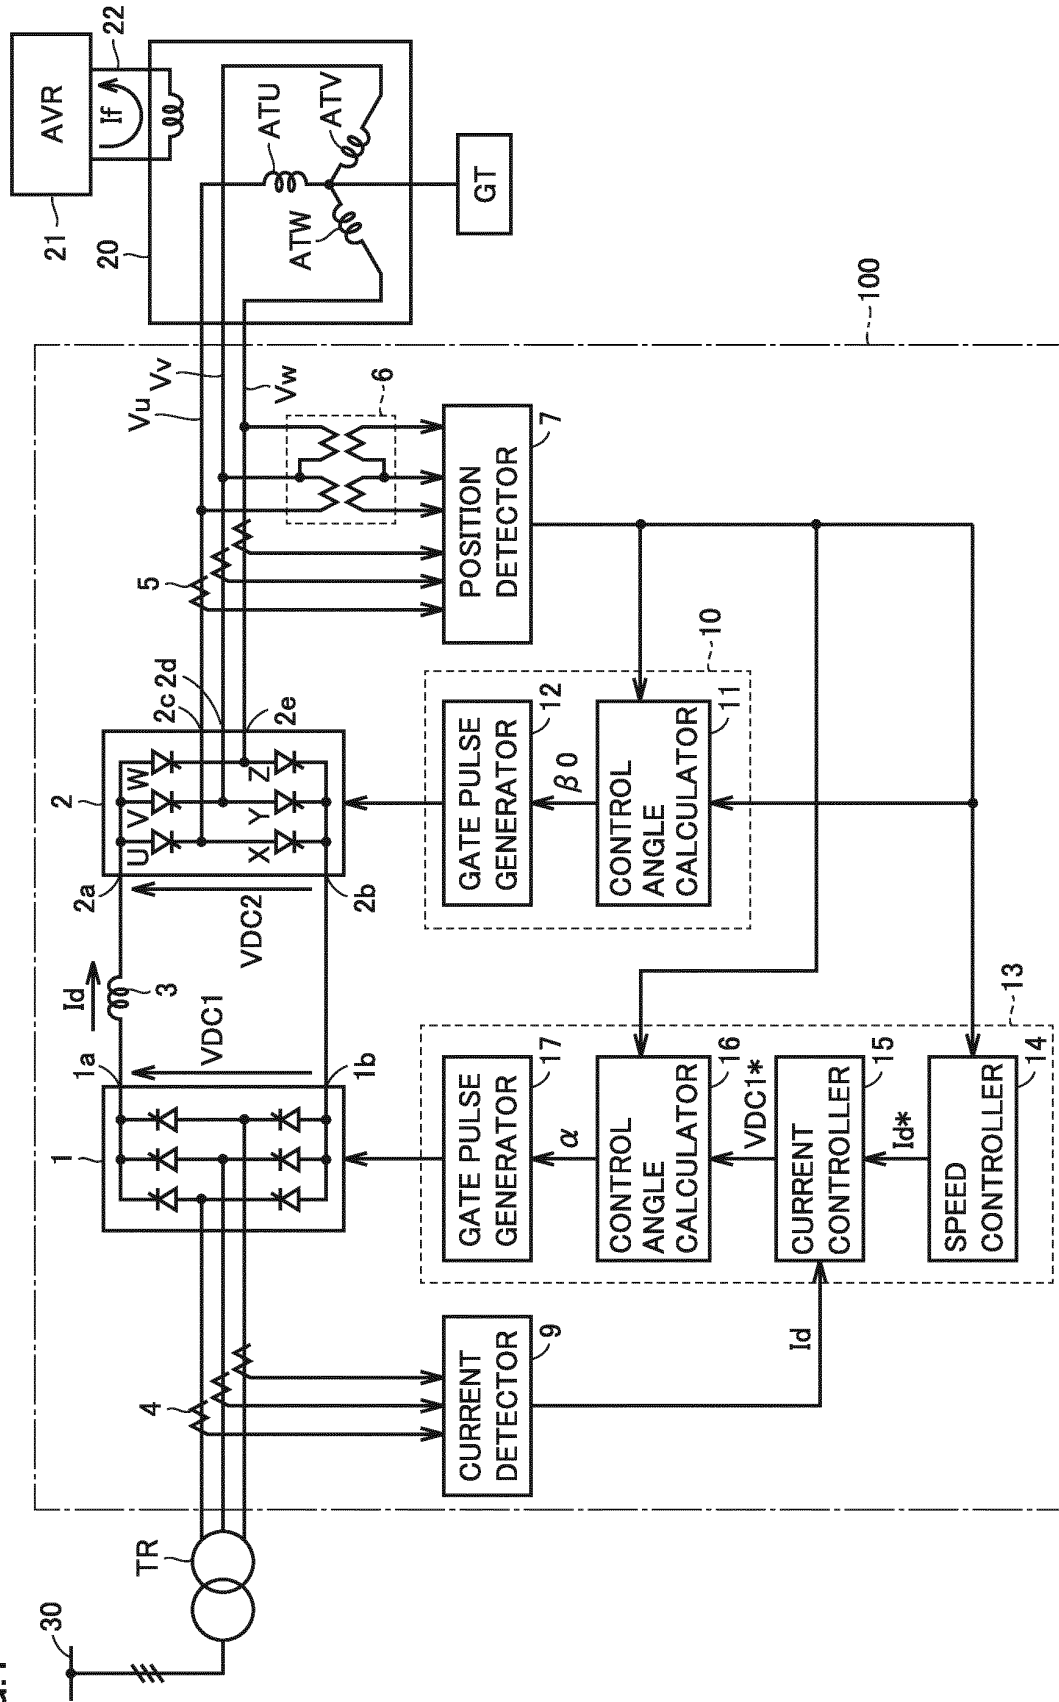 30
TR
4
CURRENT
DETECTOR
9
Id
1
1a
1b
VDC1
Id
3
2a
2b
VDC2
2
U
V
W
X
Y
Z
2c
2d
2e
5
Vu
Vv
Vw
6
POSITION
DETECTOR
7
AVR
21
If
22
20
ATU
ATV
ATW
GT
100
GATE PULSE
GENERATOR
12
β0
CONTROL
ANGLE
CALCULATOR
11
10
GATE PULSE
GENERATOR
17
α
CONTROL
ANGLE
CALCULATOR
16
VDC1*
CURRENT
CONTROLLER
15
Id*
SPEED
CONTROLLER
14
13